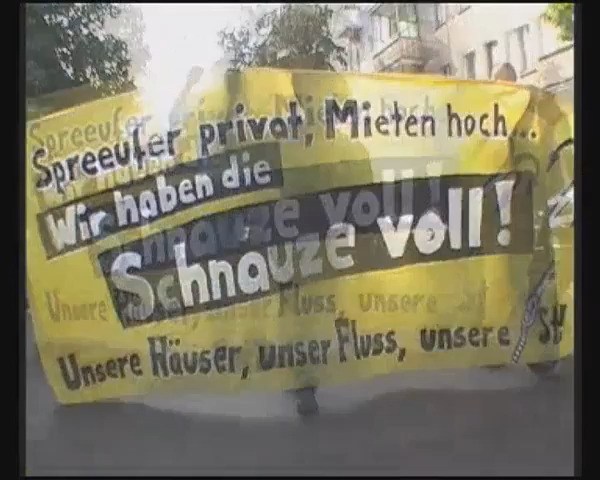 Spreeufer privat, Mieten hoch...
Wir haben die
Schnauze voll!
Unsere Häuser, unser Fluss, unsere